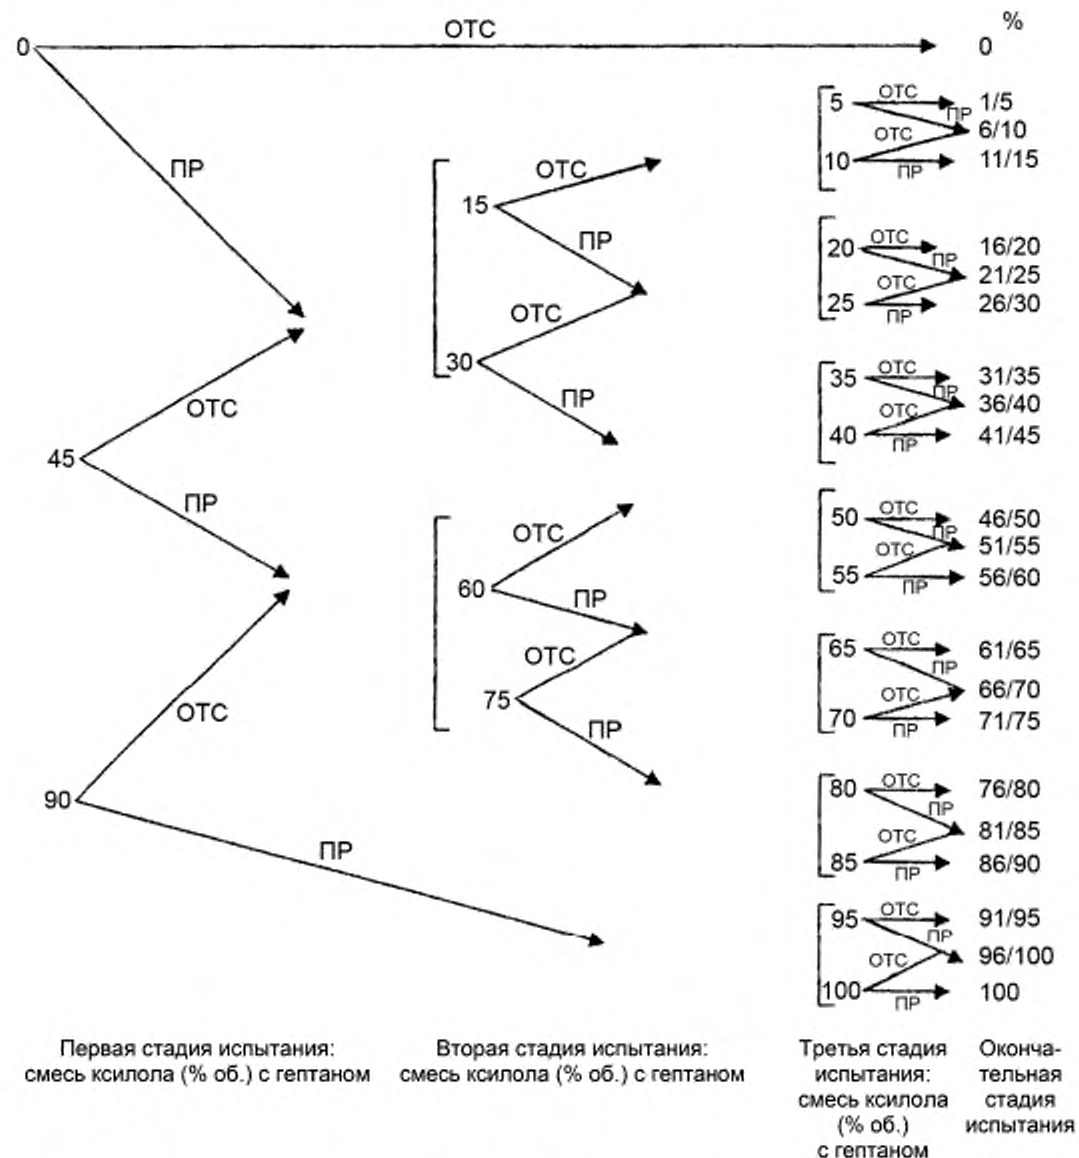 ОТС
%
0
0
ПР
45
ОТС
ПР
90
ОТС
ПР
15
ОТС
ПР
30
ОТС
ПР
60
ОТС
ПР
75
ОТС
ПР
5
ОТС
1/5
ПР
6/10
10
ОТС
11/15
ПР
20
ОТС
16/20
ПР
21/25
25
ОТС
26/30
ПР
35
ОТС
31/35
ПР
36/40
40
ОТС
41/45
ПР
50
ОТС
46/50
ПР
51/55
55
ОТС
56/60
ПР
65
ОТС
61/65
ПР
66/70
70
ОТС
71/75
ПР
80
ОТС
76/80
ПР
81/85
85
ОТС
86/90
ПР
95
ОТС
91/95
ПР
96/100
100
ОТС
100
ПР
Первая стадия испытания:
смесь ксилола (% об.) с гептаном
Вторая стадия испытания:
смесь ксилола (% об.) с гептаном
Третья стадия
испытания:
смесь ксилола
(% об.)
с гептаном
Оконча-
тельная
стадия
испытания